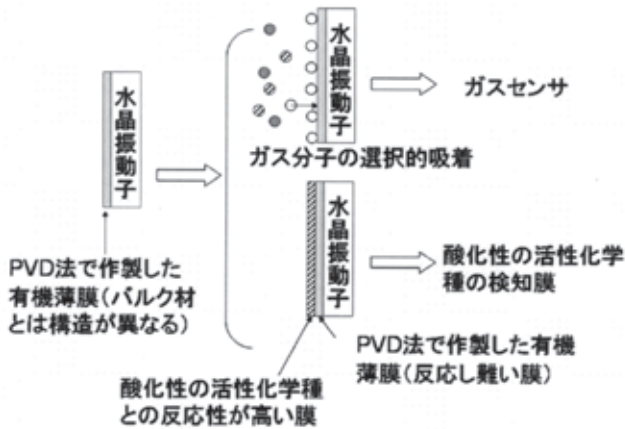 水晶振動子
ガスセンサ
ガス分子の選択的吸着
水晶振動子
PVD法で作製した
有機薄膜(バルク材
とは構造が異なる)
水晶振動子
酸化性の活性化学
種の検知膜
PVD法で作製した有機
薄膜(反応し難い膜)
酸化性の活性化学種
との反応性が高い膜